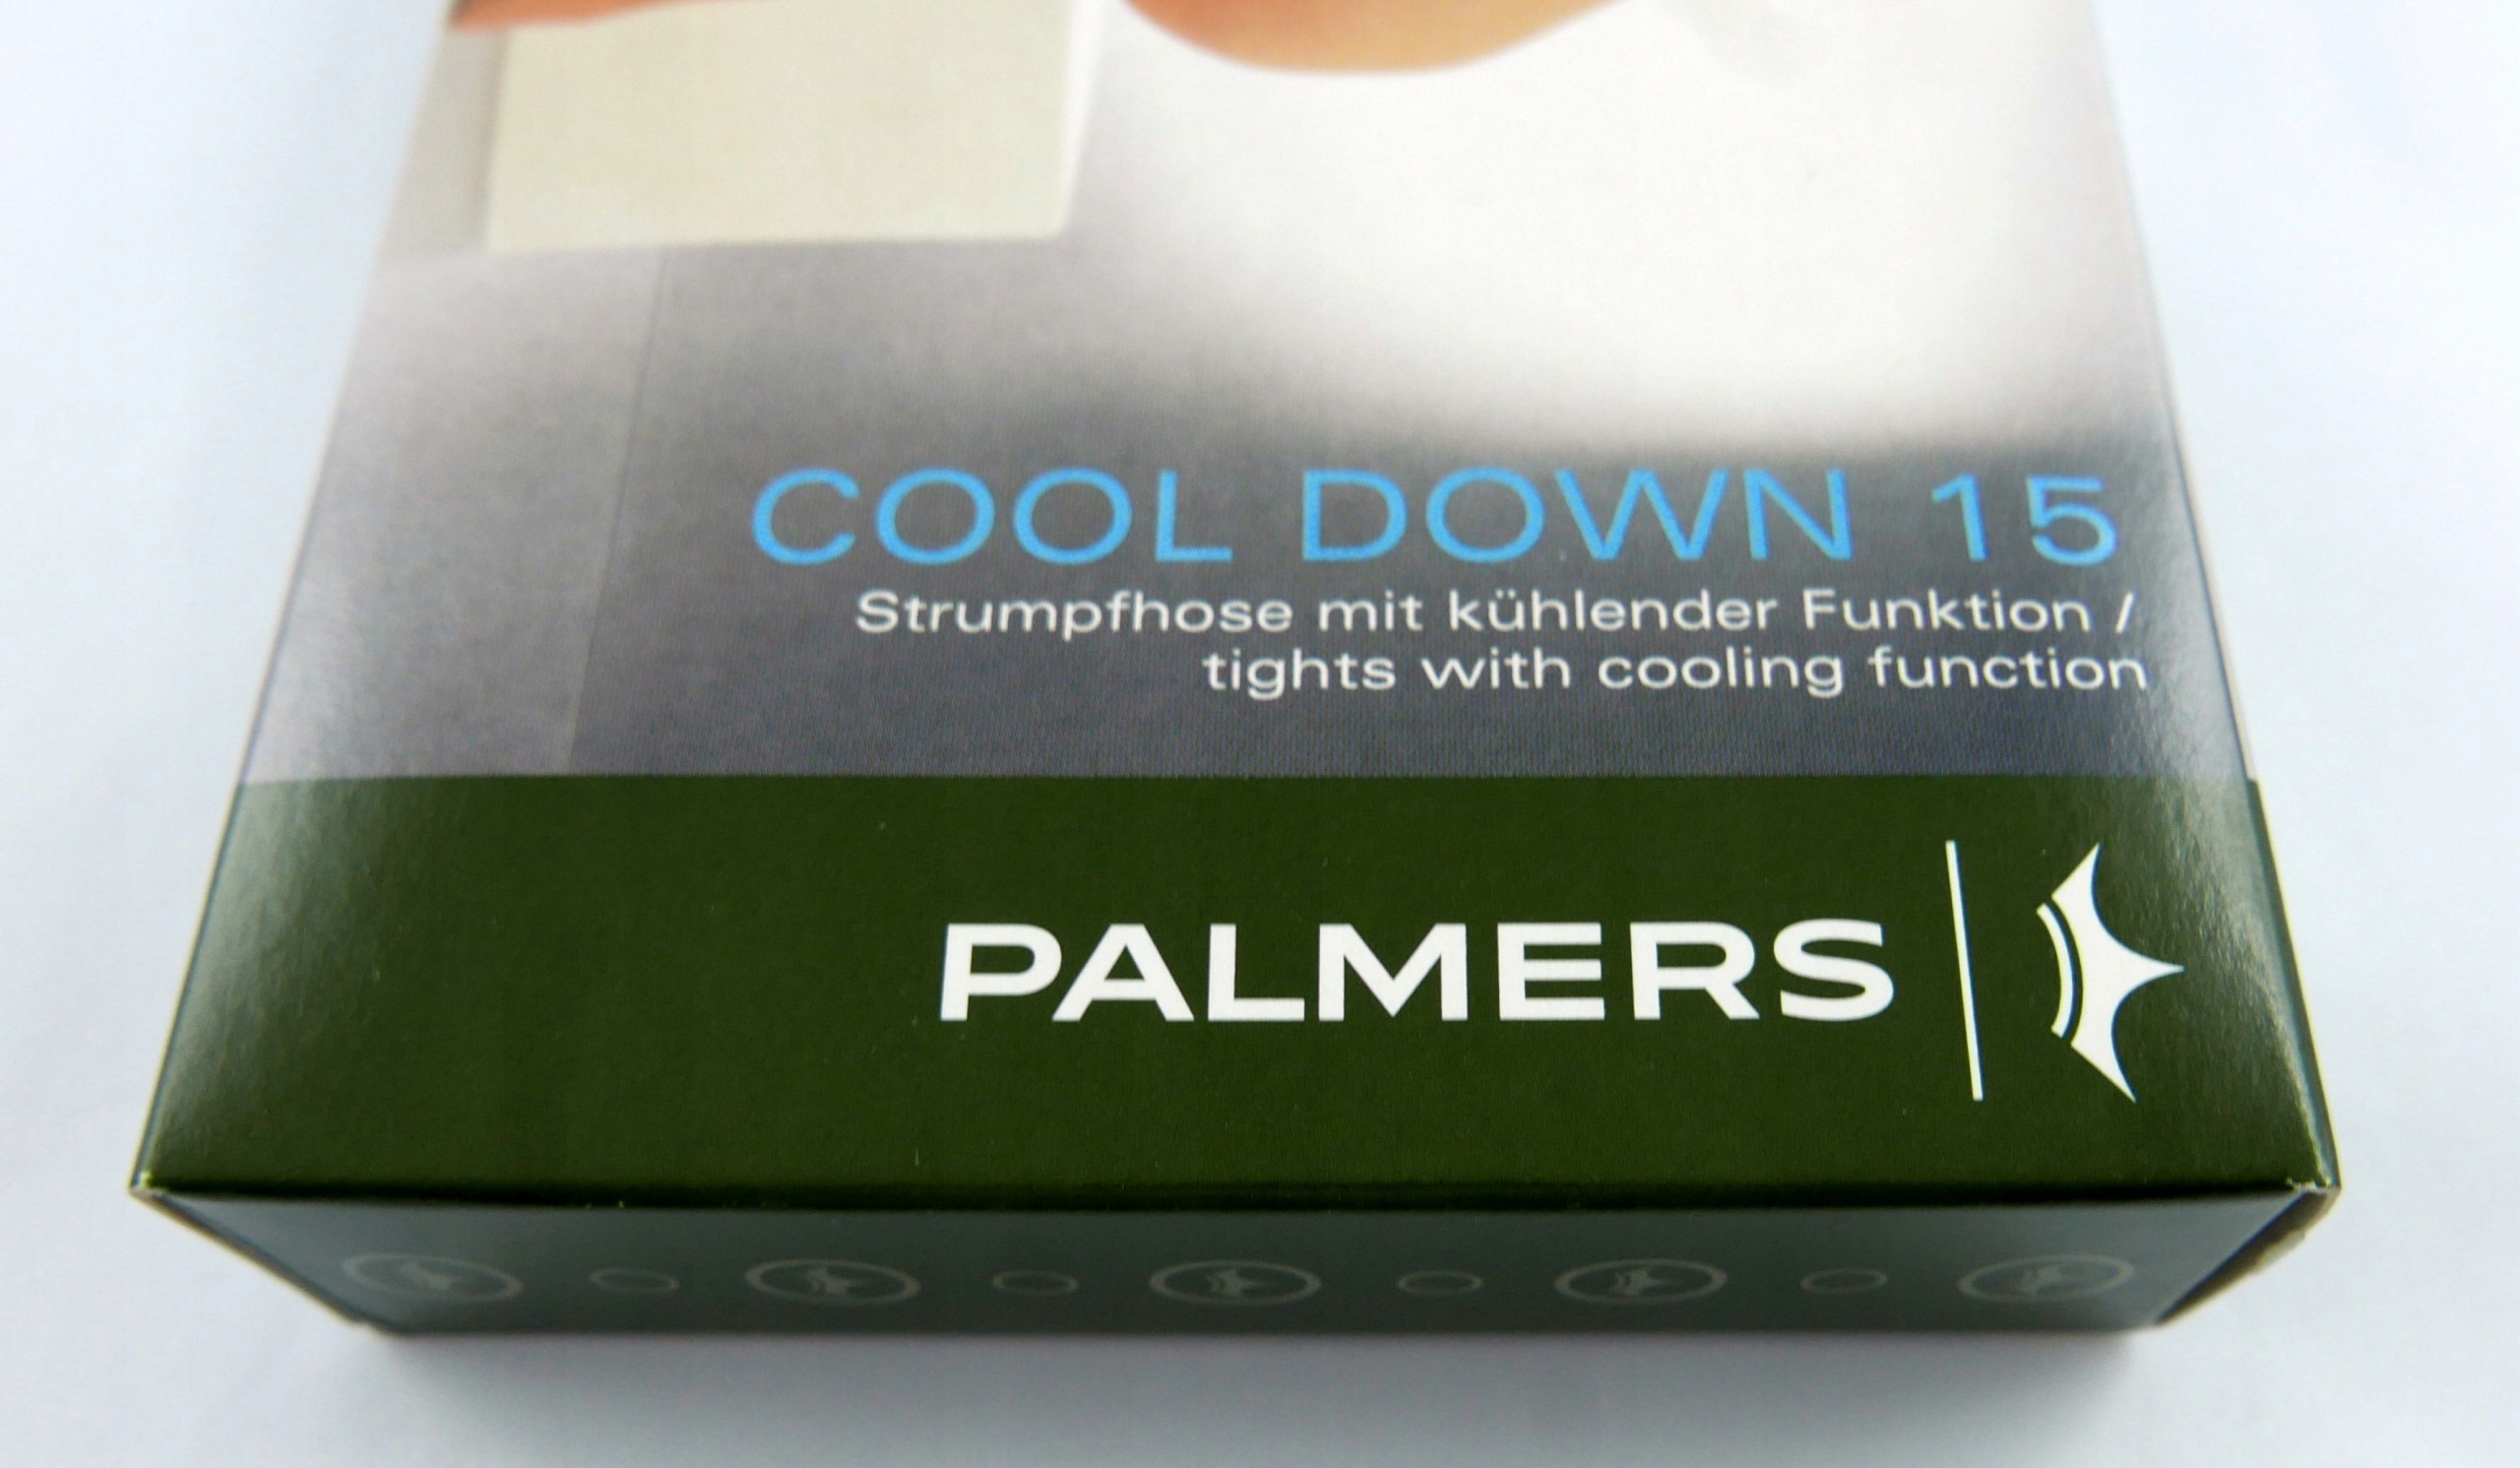 COOL DOWN 15
Strumpfhose mit kühlender Funktion /
tights with cooling function
PALMERS